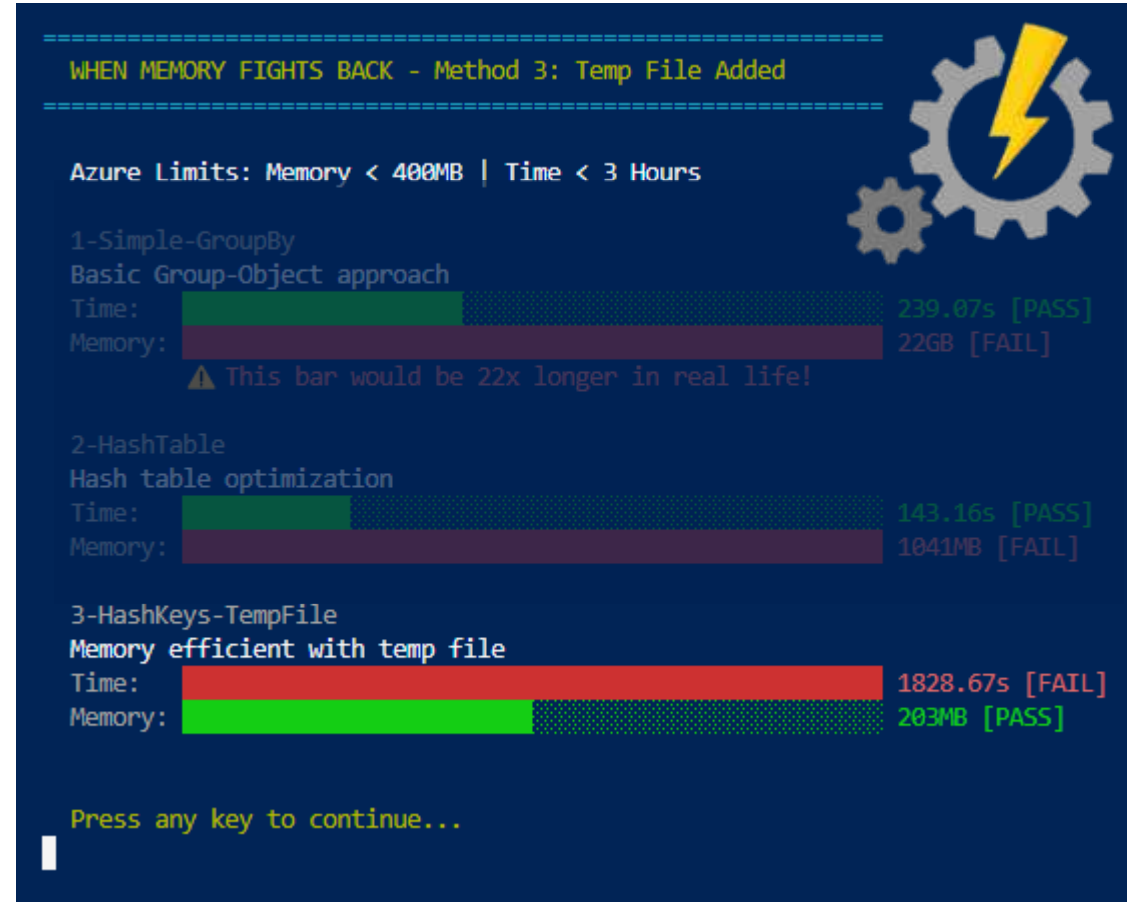 ============================================================
WHEN MEMORY FIGHTS BACK - Method 3: Temp File Added
============================================================
Azure Limits: Memory < 400MB | Time < 3 Hours
1-Simple-GroupBy
Basic Group-Object approach
Time: 239.07s [PASS]
Memory: 22GB [FAIL]
⚠ This bar would be 22x longer in real life!
2-HashTable
Hash table optimization
Time: 143.16s [PASS]
Memory: 1041MB [FAIL]
3-HashKeys-TempFile
Memory efficient with temp file
Time: 1828.67s [FAIL]
Memory: 203MB [PASS]
Press any key to continue...